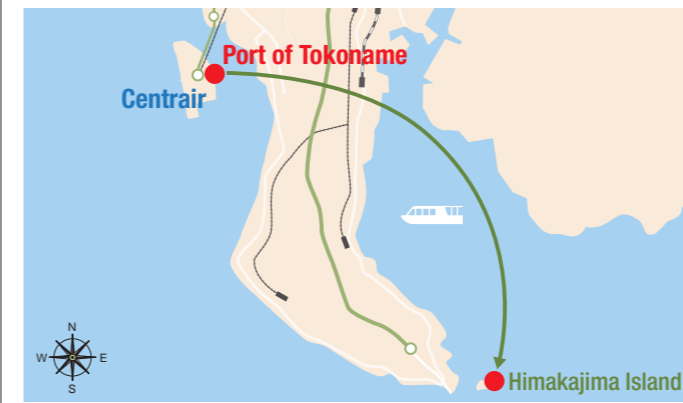 Port of Tokoname
Centrair
N
W E
S
Himakajima Island